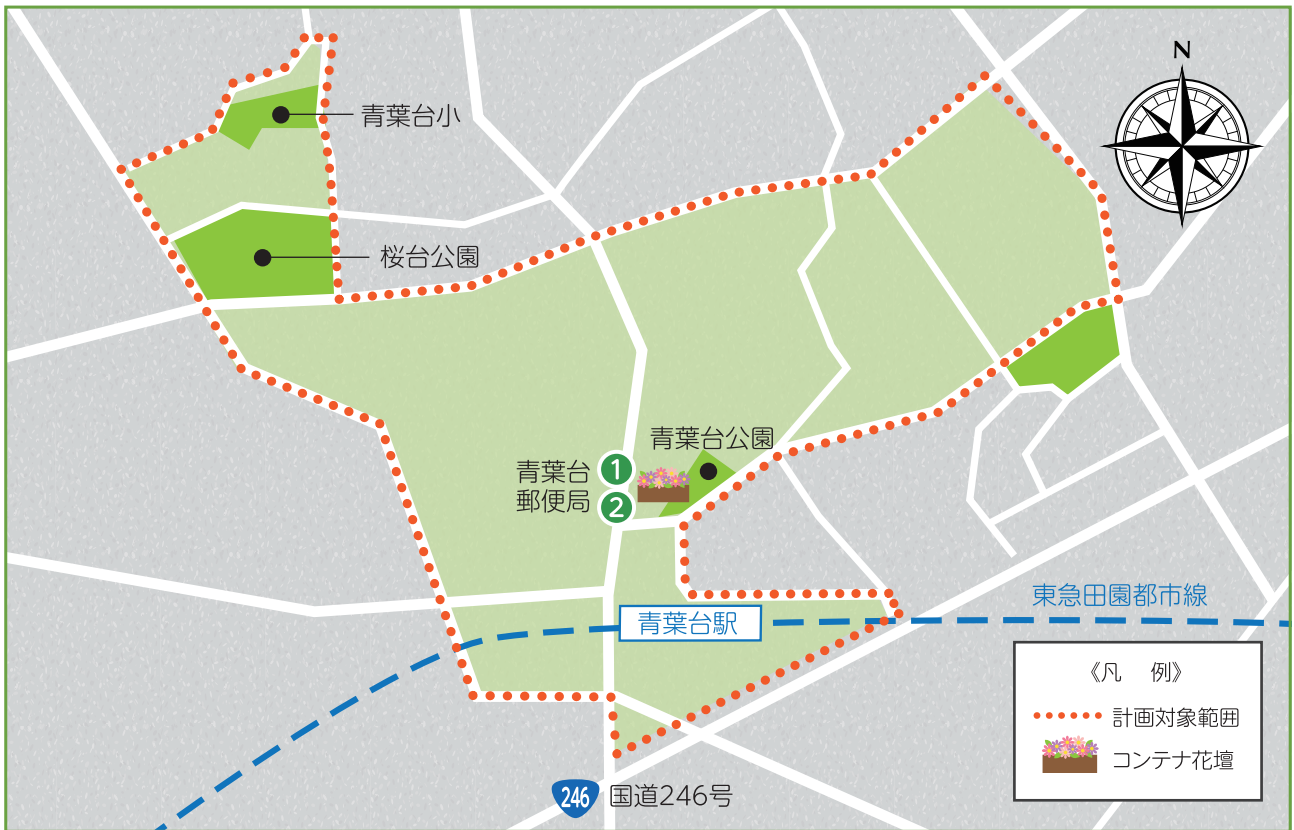 N
青葉台小
桜台公園
青葉台公園
青葉台
郵便局
1
2
東急田園都市線
青葉台駅
《凡 例》
計画対象範囲
コンテナ花壇
246
国道246号